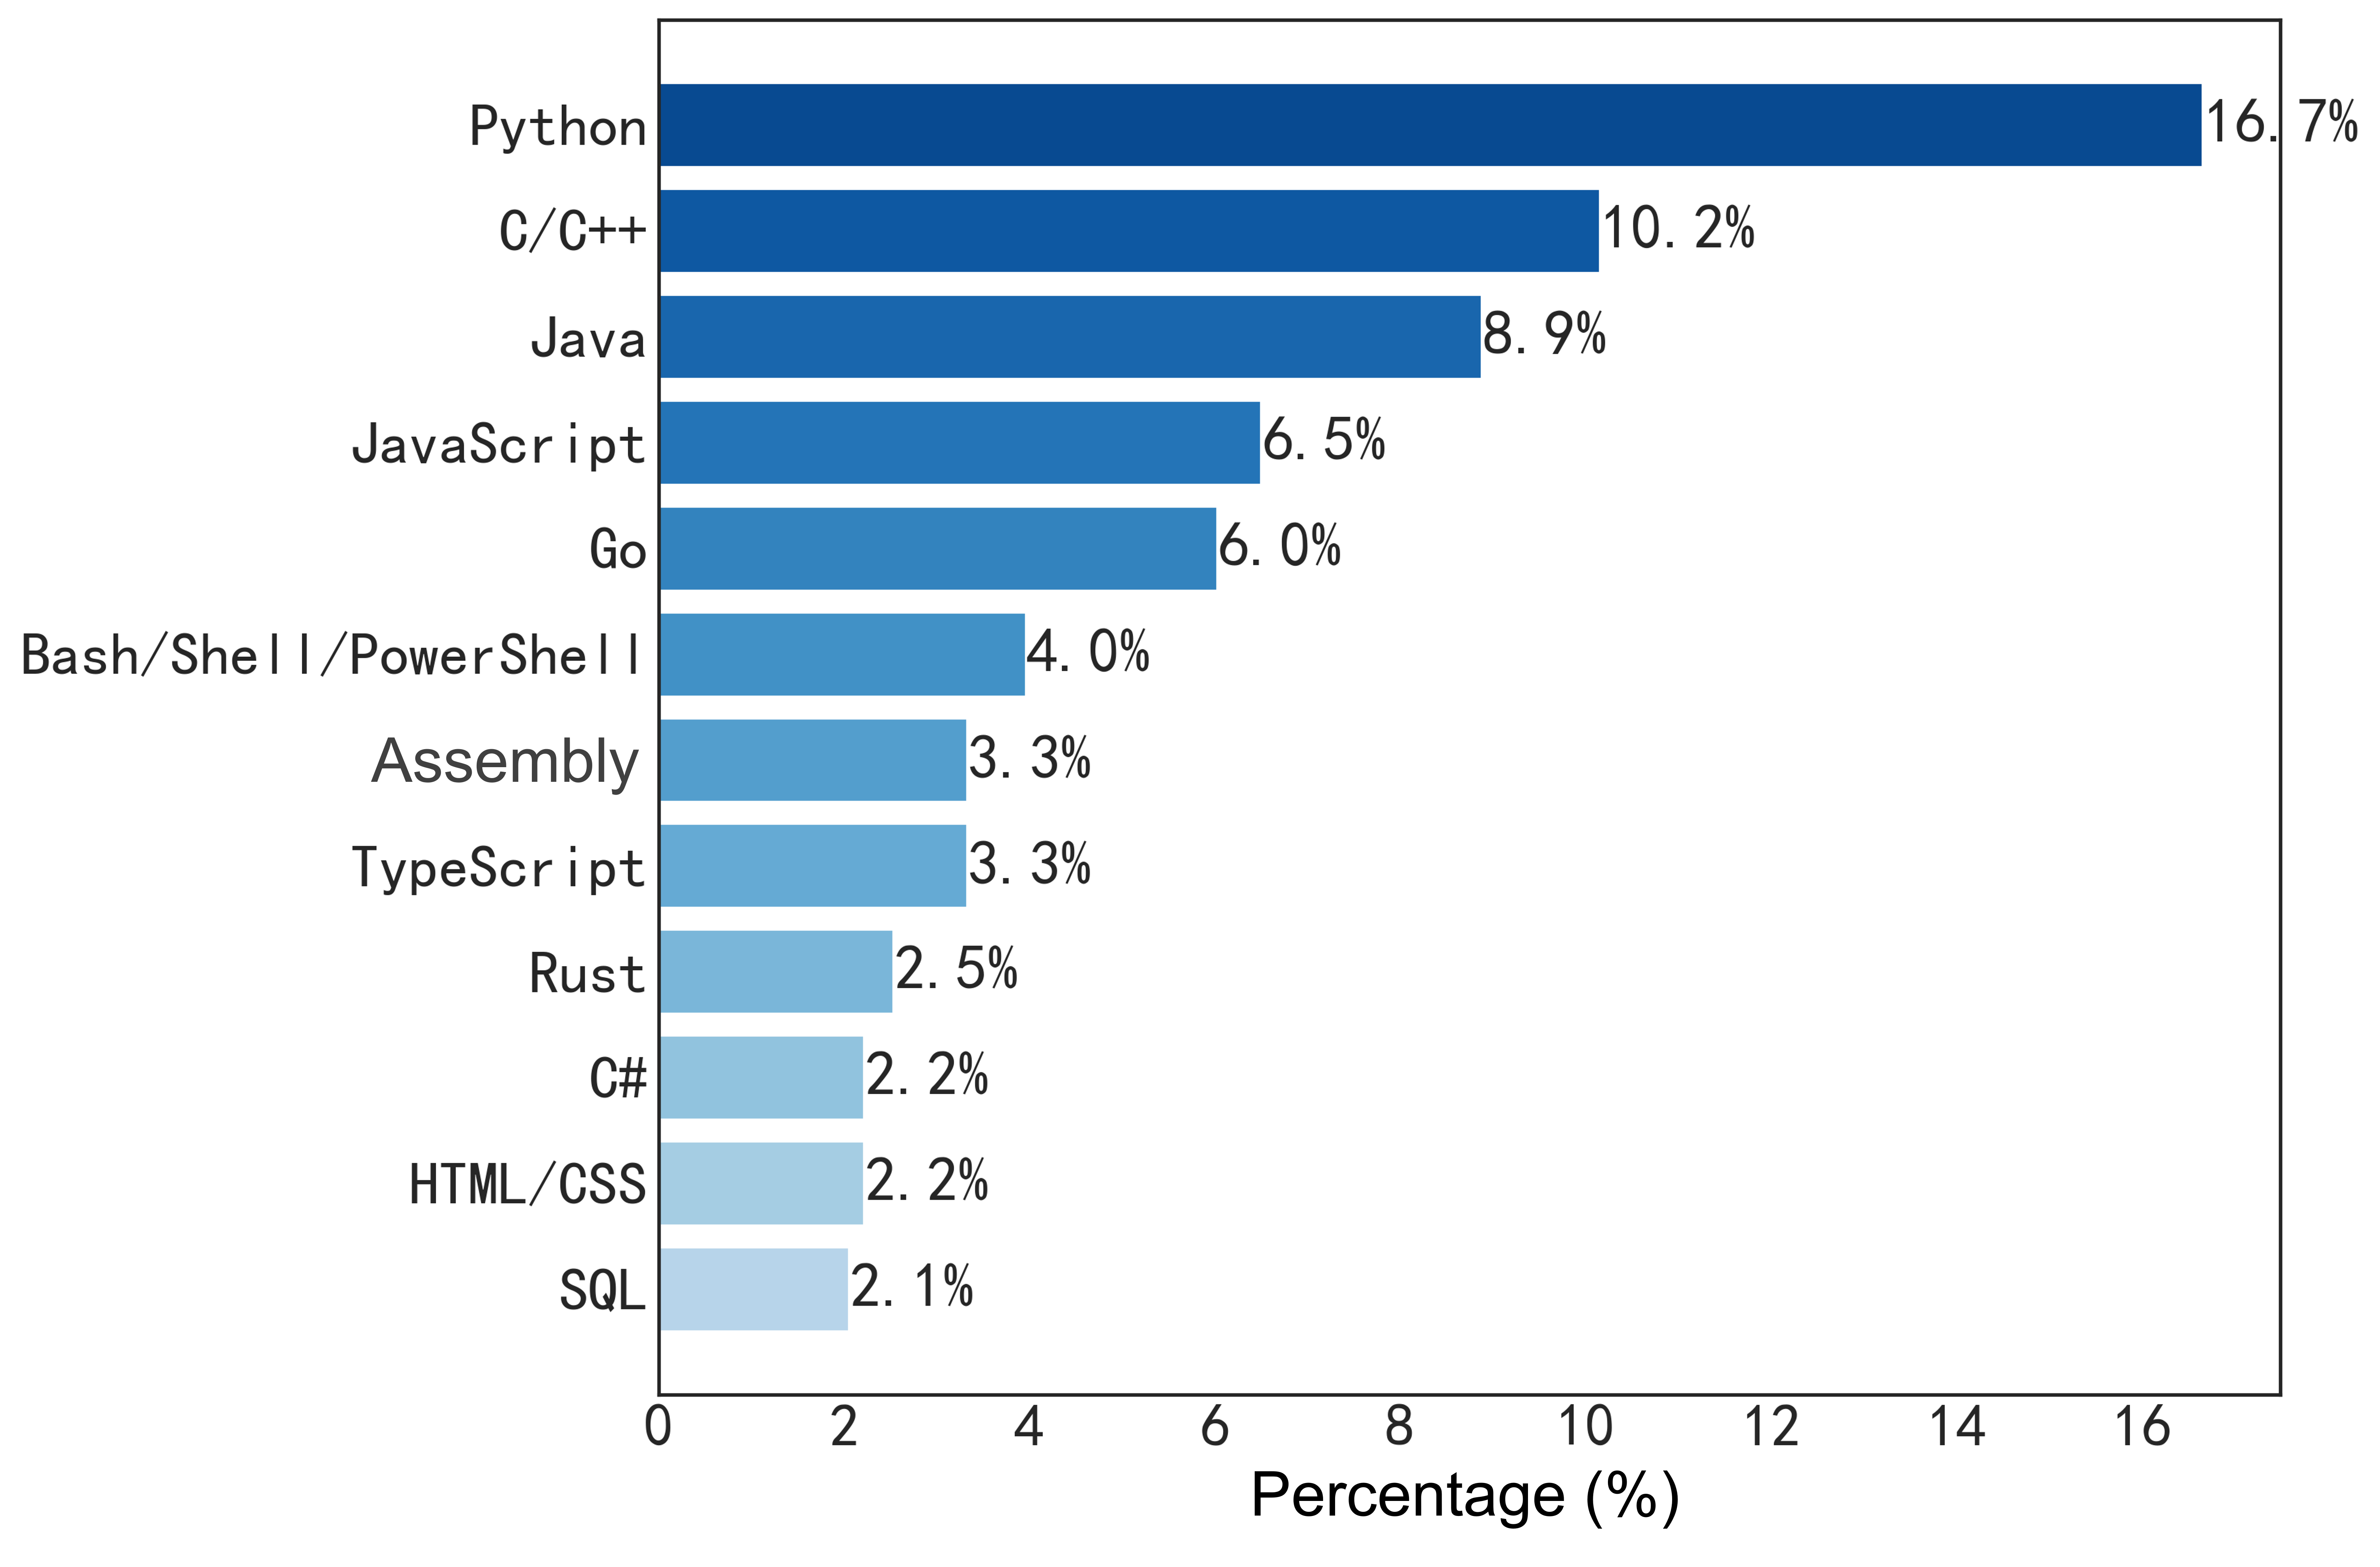 Python 16.7%
C/C++ 10.2%
Java 8.9%
JavaScript 6.5%
Go 6.0%
Bash/Shell/PowerShell 4.0%
Assembly 3.3%
TypeScript 3.3%
Rust 2.5%
C# 2.2%
HTML/CSS 2.2%
SQL 2.1%
0 2 4 6 8 10 12 14 16
Percentage (%)